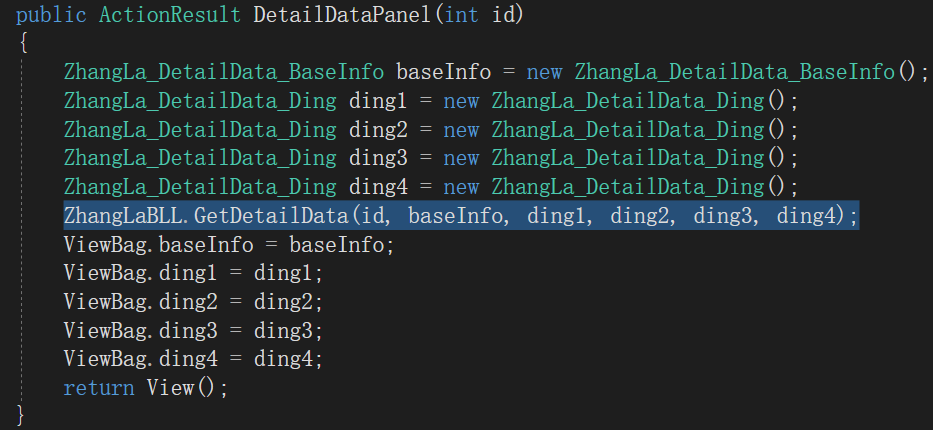 public ActionResult DetailDataPanel(int id)
{
ZhangLa_DetailData_BaseInfo baseInfo = new ZhangLa_DetailData_BaseInfo();
ZhangLa_DetailData_Ding ding1 = new ZhangLa_DetailData_Ding();
ZhangLa_DetailData_Ding ding2 = new ZhangLa_DetailData_Ding();
ZhangLa_DetailData_Ding ding3 = new ZhangLa_DetailData_Ding();
ZhangLa_DetailData_Ding ding4 = new ZhangLa_DetailData_Ding();
ZhangLaBLL.GetDetailData(id, baseInfo, ding1, ding2, ding3, ding4);
ViewBag.baseInfo = baseInfo;
ViewBag.ding1 = ding1;
ViewBag.ding2 = ding2;
ViewBag.ding3 = ding3;
ViewBag.ding4 = ding4;
return View();
}